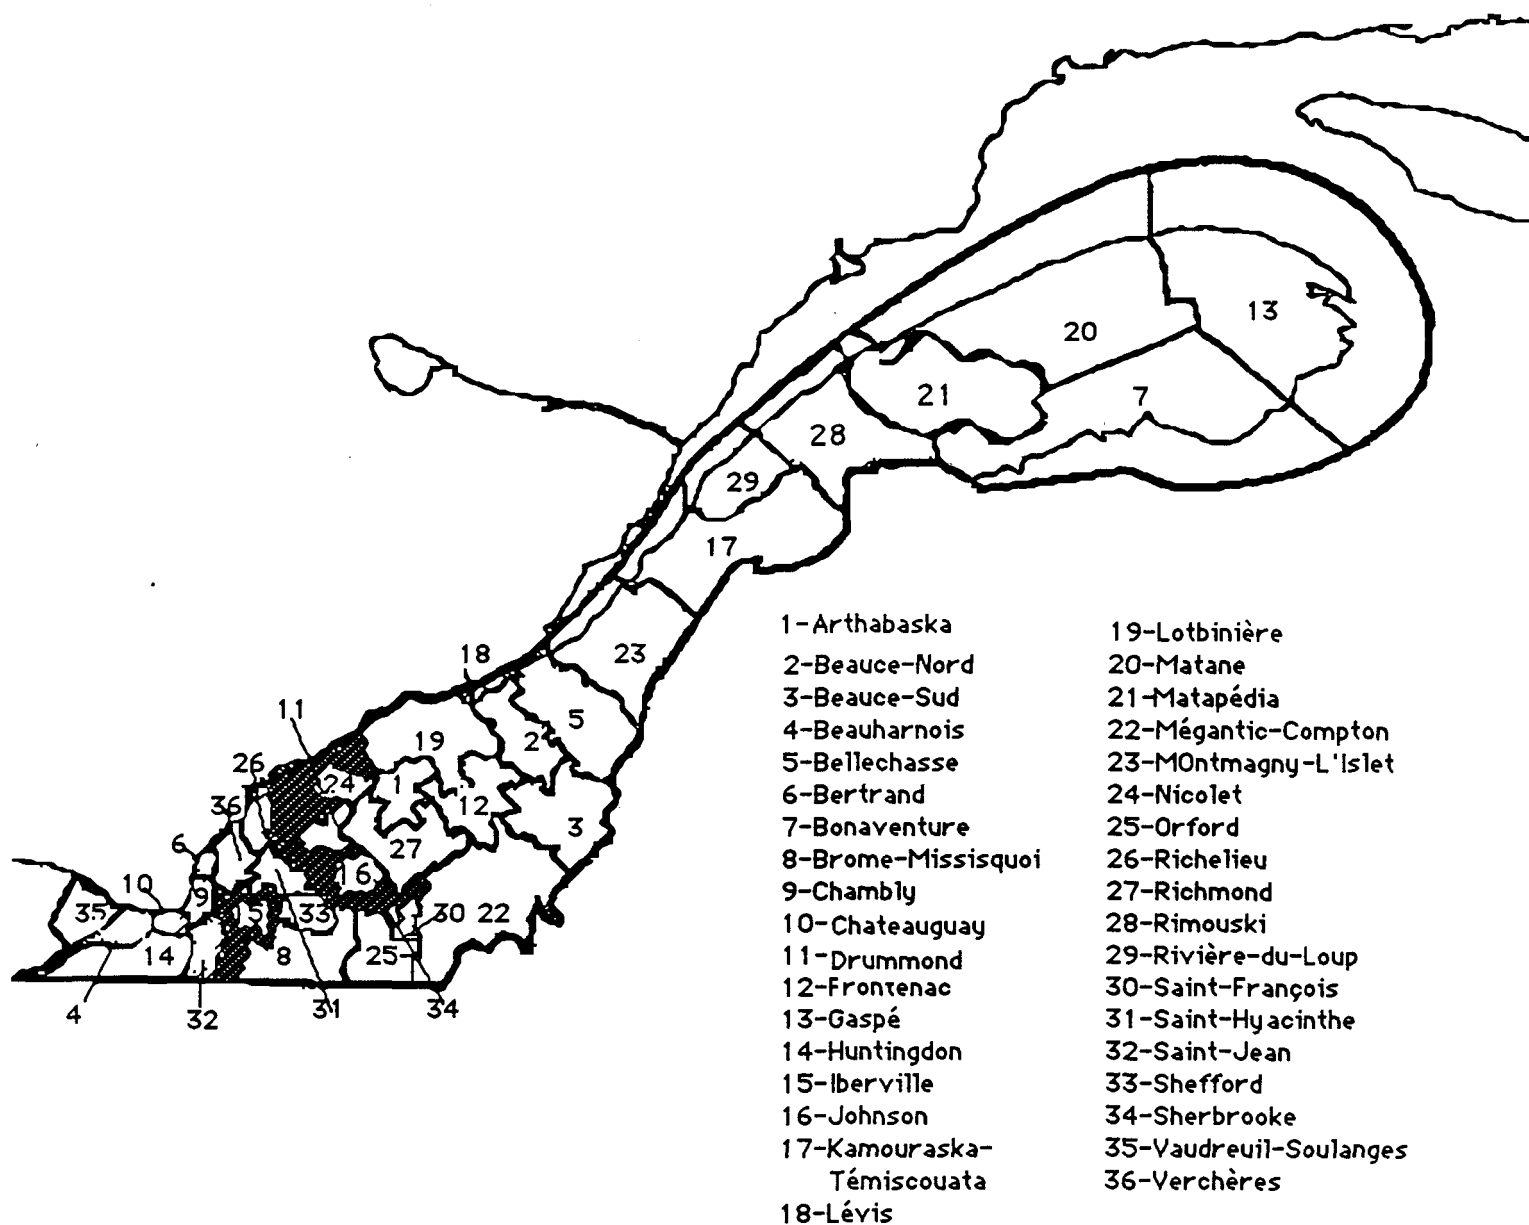 13
20
21
7
28
29
17
23
18
5
11
19
2
26
24
1
36
12
3
6
27
10
16
9
35
5
33
30
22
14
8
25
4
32
31
34
1-Arthabaska
2-Beauce-Nord
3-Beauce-Sud
4-Beauharnois
5-Bellechasse
6-Bertrand
7-Bonaventure
8-Brome-Missisquoi
9-Chambly
10-Chateauguay
11-Drummond
12-Frontenac
13-Gaspé
14-Huntingdon
15-Iberville
16-Johnson
17-Kamouraska-
Témiscouata
18-Lévis
19-Lotbinière
20-Matane
21-Matapédia
22-Mégantic-Compton
23-MOntmagny-L'Islet
24-Nicolet
25-Orford
26-Richelieu
27-Richmond
28-Rimouski
29-Rivière-du-Loup
30-Saint-François
31-Saint-Hyacinthe
32-Saint-Jean
33-Shefford
34-Sherbrooke
35-Vaudreuil-Soulanges
36-Verchères